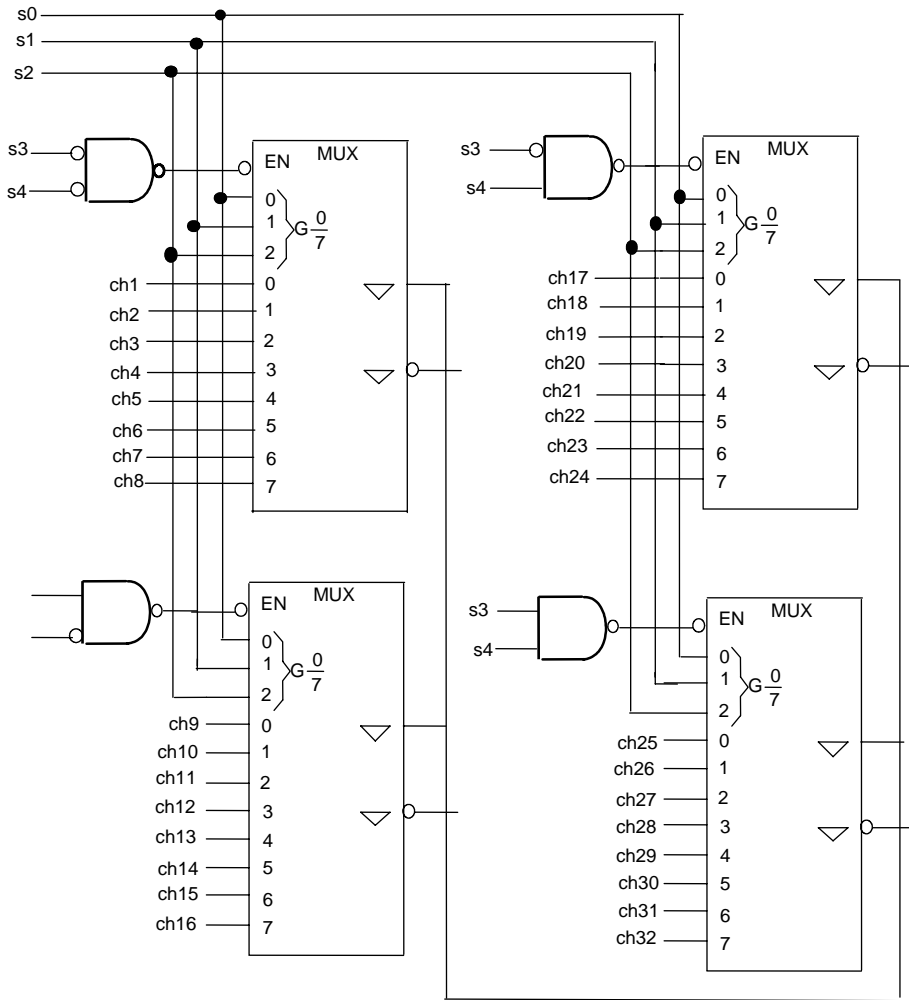 s0
s1
s2
s3
s4
EN
MUX
0
1
2
G 0/7
ch1 0
ch2 1
ch3 2
ch4 3
ch5 4
ch6 5
ch7 6
ch8 7
s3
s4
EN
MUX
0
1
2
G 0/7
ch17 0
ch18 1
ch19 2
ch20 3
ch21 4
ch22 5
ch23 6
ch24 7
EN
MUX
0
1
2
G 0/7
ch9 0
ch10 1
ch11 2
ch12 3
ch13 4
ch14 5
ch15 6
ch16 7
s3
s4
EN
MUX
0
1
2
G 0/7
ch25 0
ch26 1
ch27 2
ch28 3
ch29 4
ch30 5
ch31 6
ch32 7